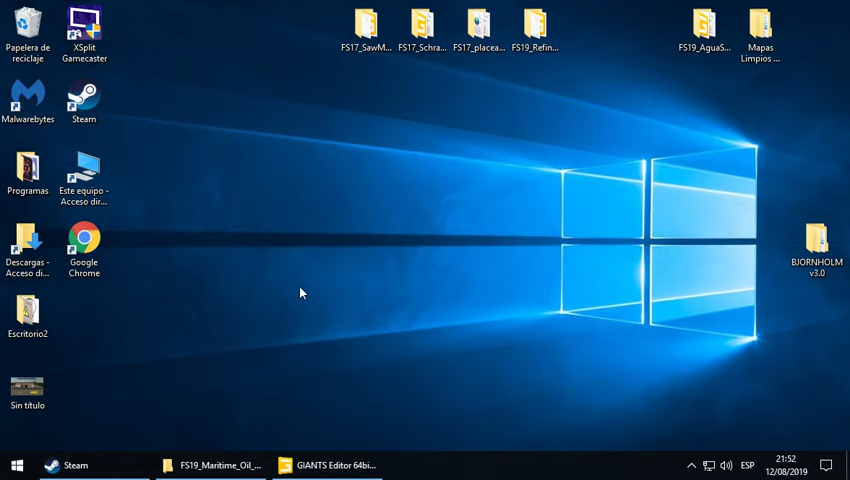 Papelera de
reciclaje
XSplit
Gamecaster
FS17_SawM...
FS17_Schra...
FS17_placea...
FS19_Refin...
FS19_AguaS...
Mapas
Limpios ...
Malwarebytes
Steam
Programas
Este equipo -
Acceso dir...
Descargas -
Acceso di...
Google
Chrome
BJORNHOLM
v3.0
Escritorio2
Sin título
Steam
FS19_Maritime_Oil_...
GIANTS Editor 64bi...
ESP
21:52
12/08/2019